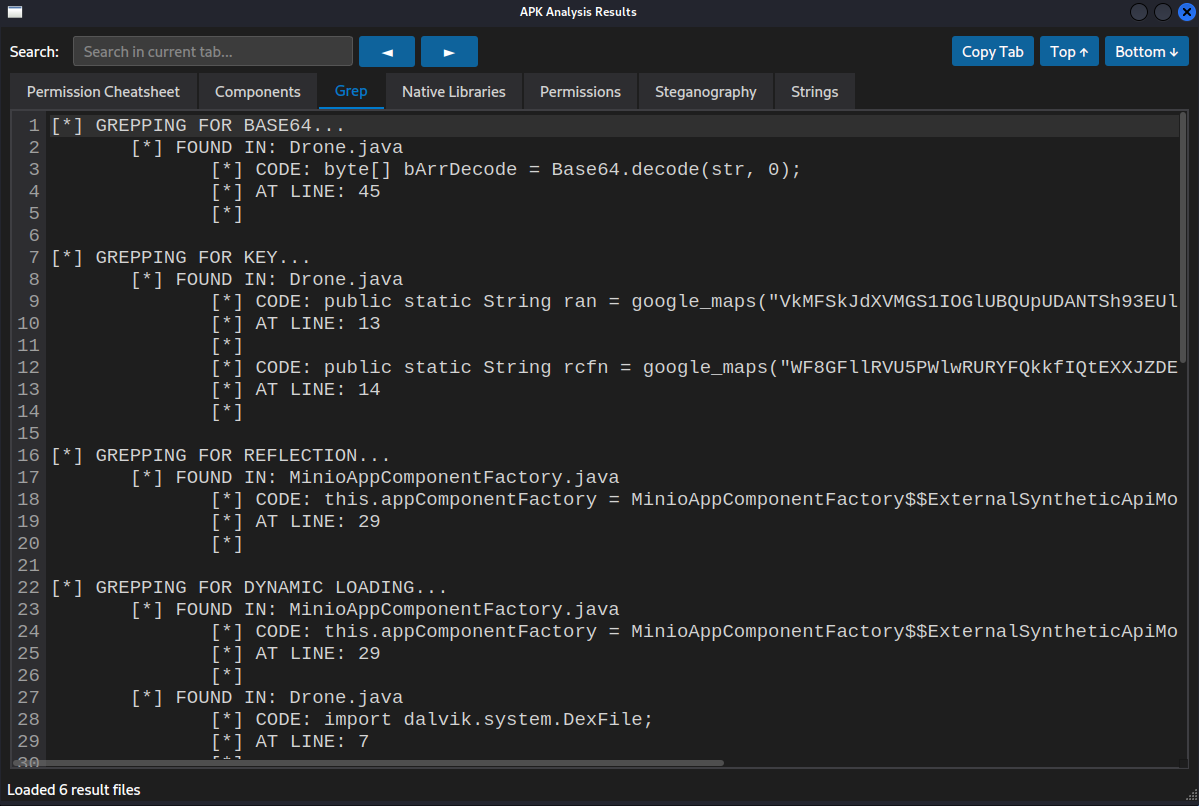 APK Analysis Results
Search: Search in current tab... ◄ ► Copy Tab Top ↑ Bottom ↓
Permission Cheatsheet Components Grep Native Libraries Permissions Steganography Strings
1 [*] GREPPING FOR BASE64...
2 [*] FOUND IN: Drone.java
3 [*] CODE: byte[] bArrDecode = Base64.decode(str, 0);
4 [*] AT LINE: 45
5 [*]
6
7 [*] GREPPING FOR KEY...
8 [*] FOUND IN: Drone.java
9 [*] CODE: public static String ran = google_maps("VkMFSkJdXVMGS1IOGlUBQUpUDANTSh93EUl
10 [*] AT LINE: 13
11 [*]
12 [*] CODE: public static String rcfn = google_maps("WF8GFllRVU5PWlwRURYFQkkfIQtEXXJZDE
13 [*] AT LINE: 14
14 [*]
15
16 [*] GREPPING FOR REFLECTION...
17 [*] FOUND IN: MinioAppComponentFactory.java
18 [*] CODE: this.appComponentFactory = MinioAppComponentFactory$$ExternalSyntheticApiMo
19 [*] AT LINE: 29
20 [*]
21
22 [*] GREPPING FOR DYNAMIC LOADING...
23 [*] FOUND IN: MinioAppComponentFactory.java
24 [*] CODE: this.appComponentFactory = MinioAppComponentFactory$$ExternalSyntheticApiMo
25 [*] AT LINE: 29
26 [*]
27 [*] FOUND IN: Drone.java
28 [*] CODE: import dalvik.system.DexFile;
29 [*] AT LINE: 7
30 [*]
Loaded 6 result files